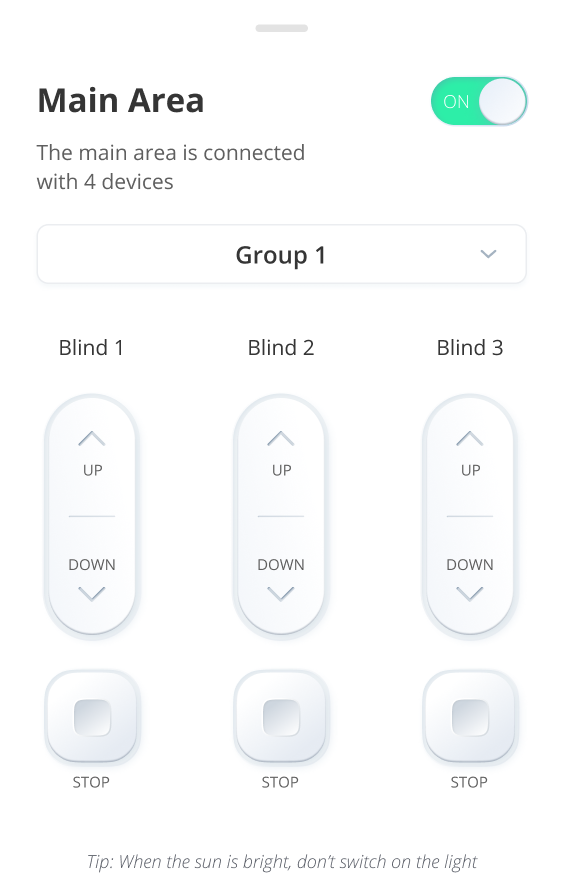 Main Area
ON
The main area is connected
with 4 devices
Group 1
Blind 1
Blind 2
Blind 3
UP
UP
UP
DOWN
DOWN
DOWN
STOP
STOP
STOP
Tip: When the sun is bright, don’t switch on the light